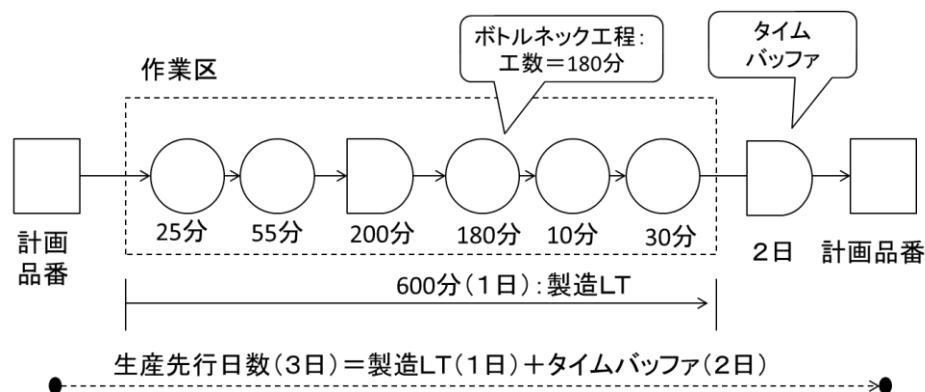 ボトルネック工程:
工数=180分
タイム
バッファ
作業区
計画
品番
25分
55分
200分
180分
10分
30分
2日
計画品番
600分(1日):製造LT
生産先行日数(3日)=製造LT(1日)+タイムバッファ(2日)